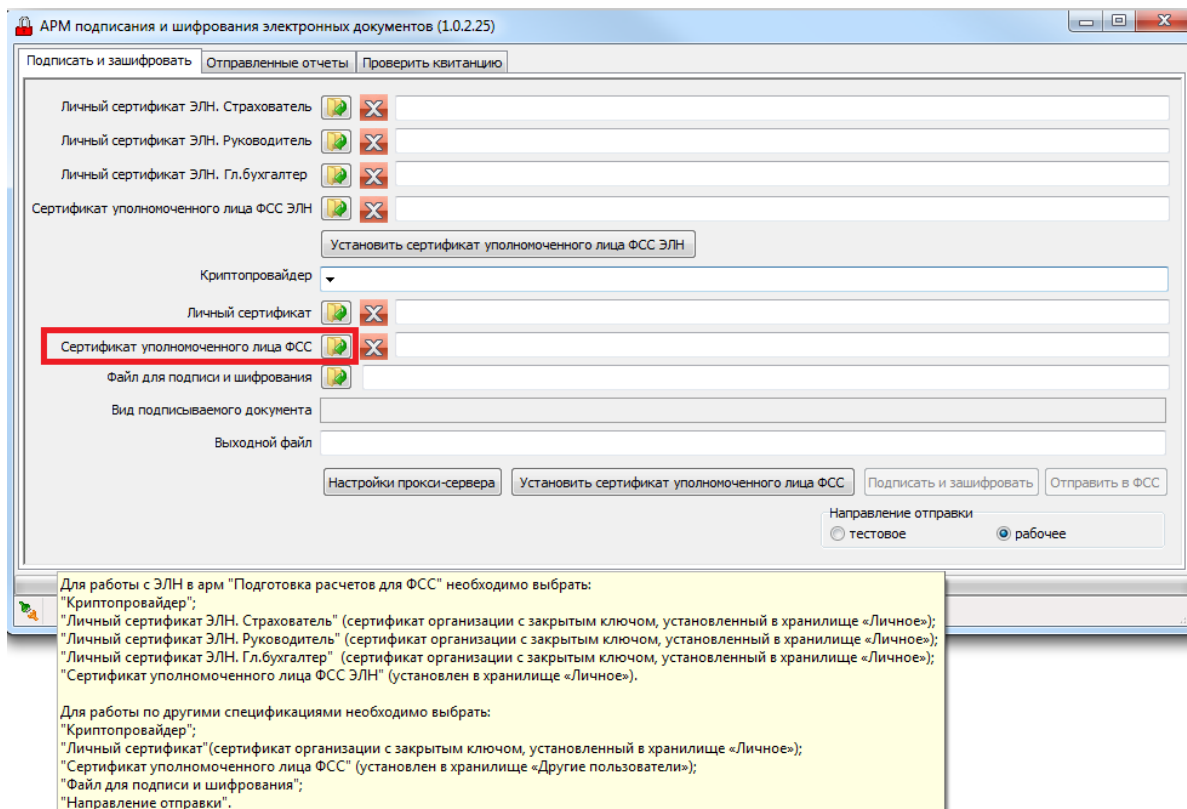 АРМ подписания и шифрования электронных документов (1.0.2.25)
Подписать и зашифровать Отправленные отчеты Проверить квитанцию
Личный сертификат ЭЛН. Страхователь
Личный сертификат ЭЛН. Руководитель
Личный сертификат ЭЛН. Гл.бухгалтер
Сертификат уполномоченного лица ФСС ЭЛН
Установить сертификат уполномоченного лица ФСС ЭЛН
Криптопровайдер
Личный сертификат
Сертификат уполномоченного лица ФСС
Файл для подписи и шифрования
Вид подписываемого документа
Выходной файл
Настройки прокси-сервера Установить сертификат уполномоченного лица ФСС Подписать и зашифровать Отправить в ФСС
Направление отправки
тестовое рабочее
Для работы с ЭЛН в арм "Подготовка расчетов для ФСС" необходимо выбрать:
"Криптопровайдер";
"Личный сертификат ЭЛН. Страхователь" (сертификат организации с закрытым ключом, установленный в хранилище «Личное»);
"Личный сертификат ЭЛН. Руководитель" (сертификат организации с закрытым ключом, установленный в хранилище «Личное»);
"Личный сертификат ЭЛН. Гл.бухгалтер" (сертификат организации с закрытым ключом, установленный в хранилище «Личное»);
"Сертификат уполномоченного лица ФСС ЭЛН" (установлен в хранилище «Личное»).
Для работы по другими спецификациями необходимо выбрать:
"Криптопровайдер";
"Личный сертификат"(сертификат организации с закрытым ключом, установленный в хранилище «Личное»);
"Сертификат уполномоченного лица ФСС" (установлен в хранилище «Другие пользователи»);
"Файл для подписи и шифрования";
"Направление отправки".